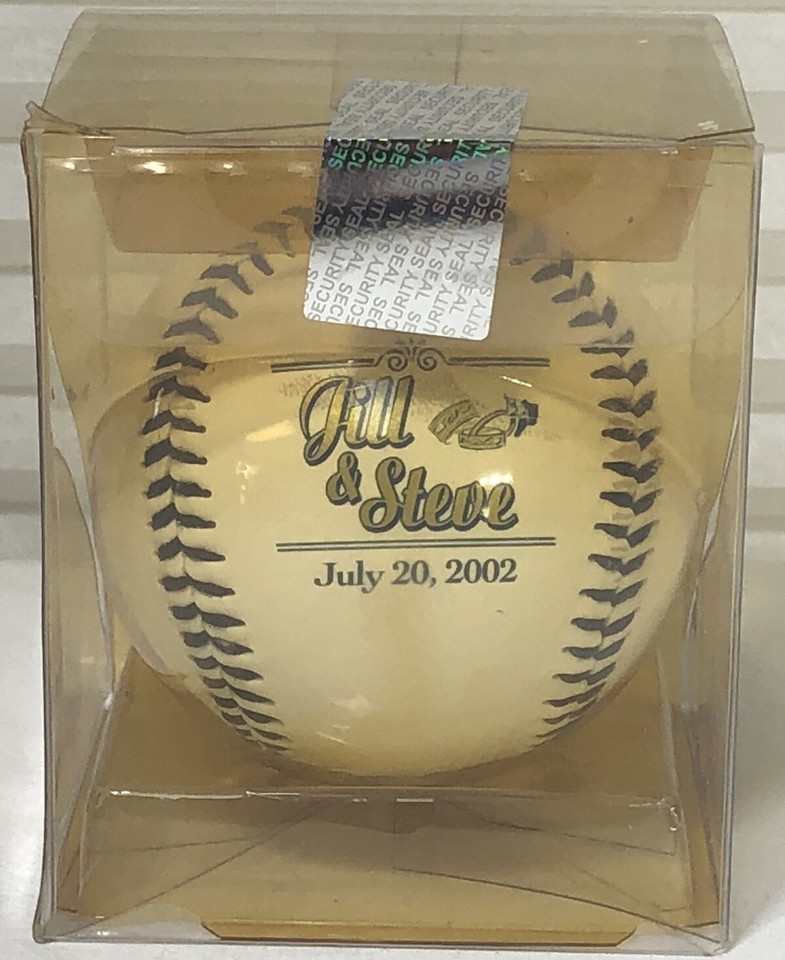 SECURITY SEAL
Jill
& Steve
July 20, 2002